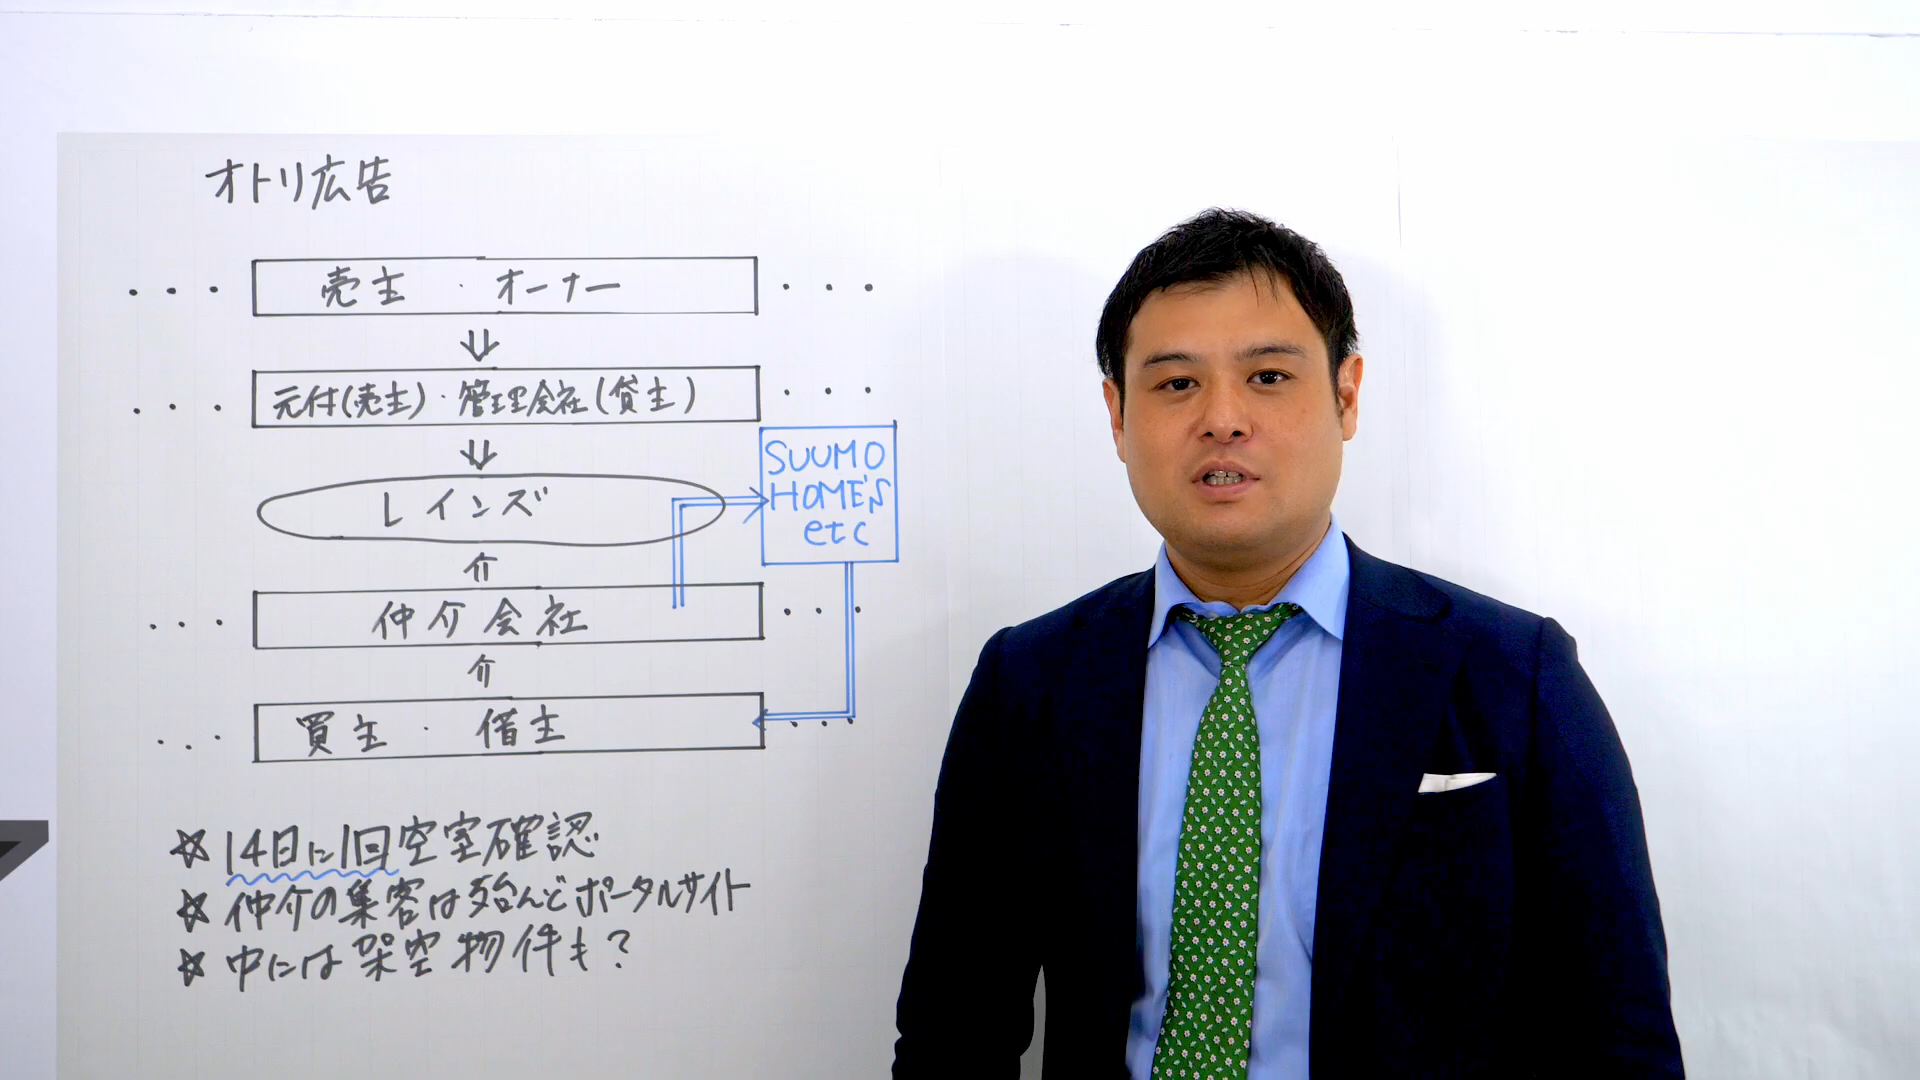 オトリ広告
売主・オーナー
元付(売主)・管理会社(貸主)
SUUMO
HOME'S
etc
レインズ
仲介会社
買主・借主
☆14日に1回空室確認
☆仲介の集客は殆んどポータルサイト
☆中には架空物件も?